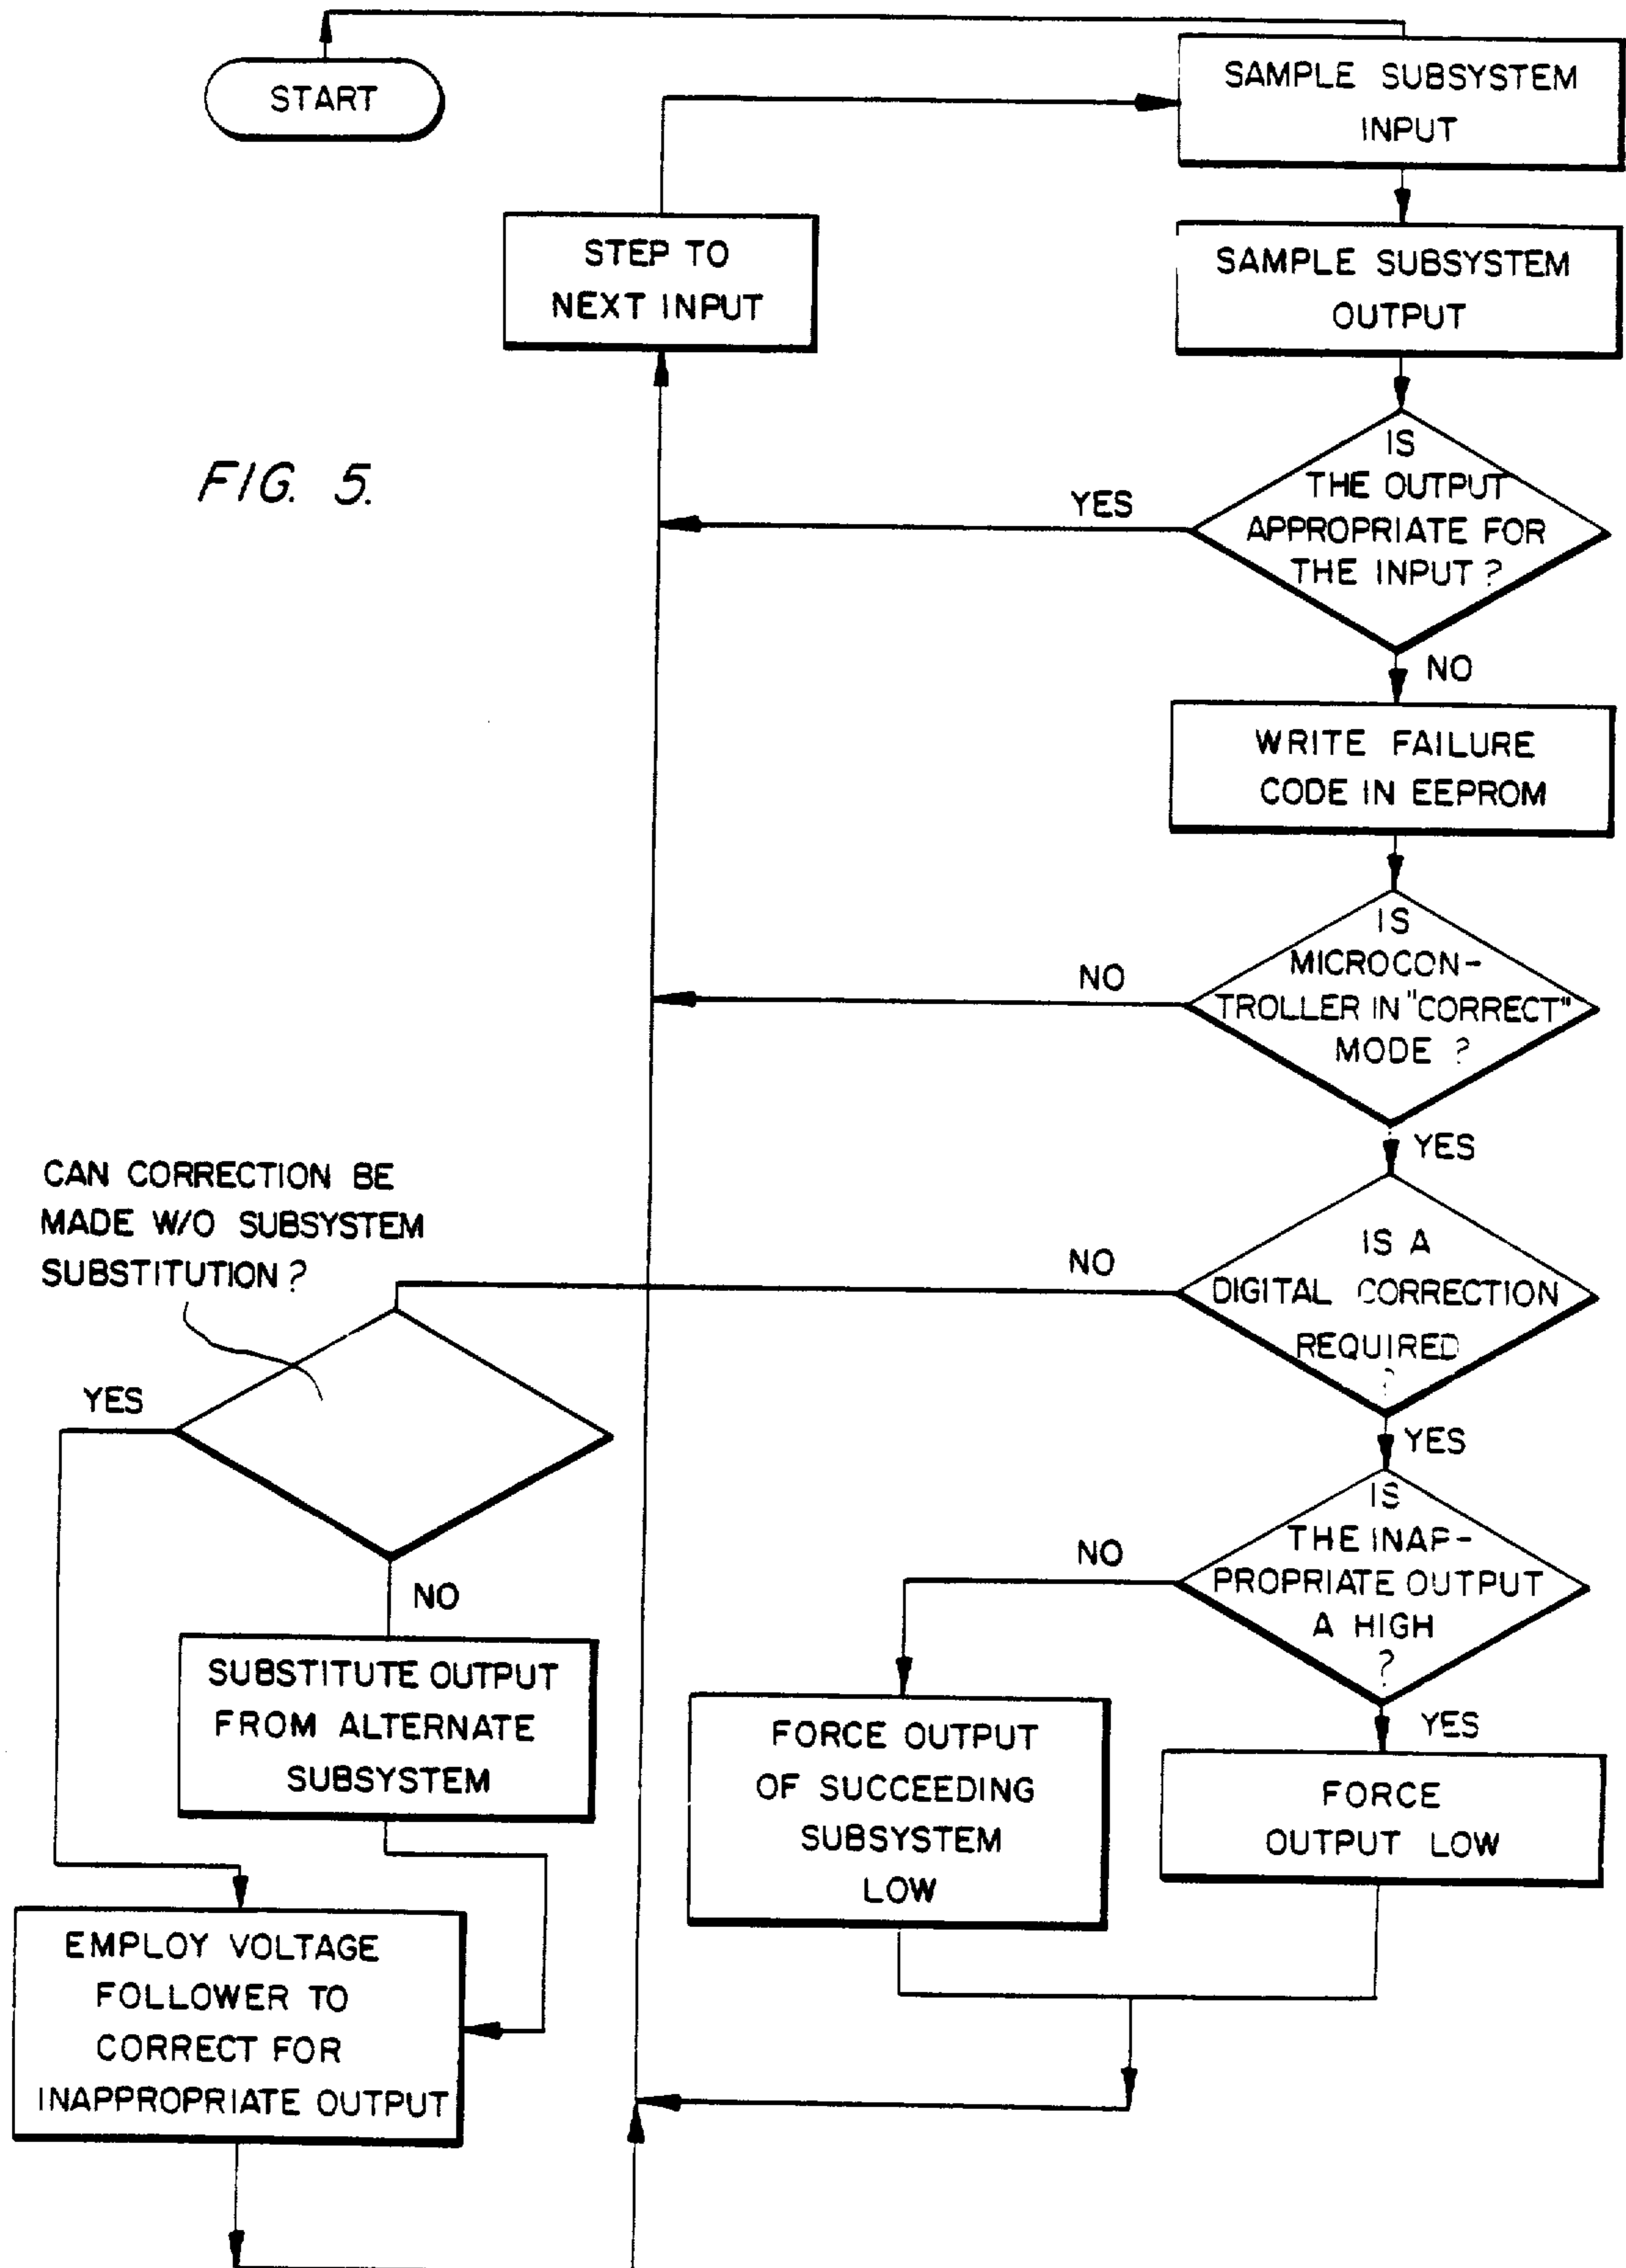 START
SAMPLE SUBSYSTEM
INPUT
STEP TO
NEXT INPUT
SAMPLE SUBSYSTEM
OUTPUT
FIG. 5.
IS
THE OUTPUT
APPROPRIATE FOR
THE INPUT?
YES
NO
WRITE FAILURE
CODE IN EEPROM
IS
MICROCON-
TROLLER IN "CORRECT"
MODE ?
NO
YES
CAN CORRECTION BE
MADE W/O SUBSYSTEM
SUBSTITUTION?
IS A
DIGITAL CORRECTION
REQUIRED
?
NO
YES
YES
NO
IS
THE INAP-
PROPRIATE OUTPUT
A HIGH
?
NO
YES
SUBSTITUTE OUTPUT
FROM ALTERNATE
SUBSYSTEM
FORCE OUTPUT
OF SUCCEEDING
SUBSYSTEM
LOW
FORCE
OUTPUT LOW
EMPLOY VOLTAGE
FOLLOWER TO
CORRECT FOR
INAPPROPRIATE OUTPUT